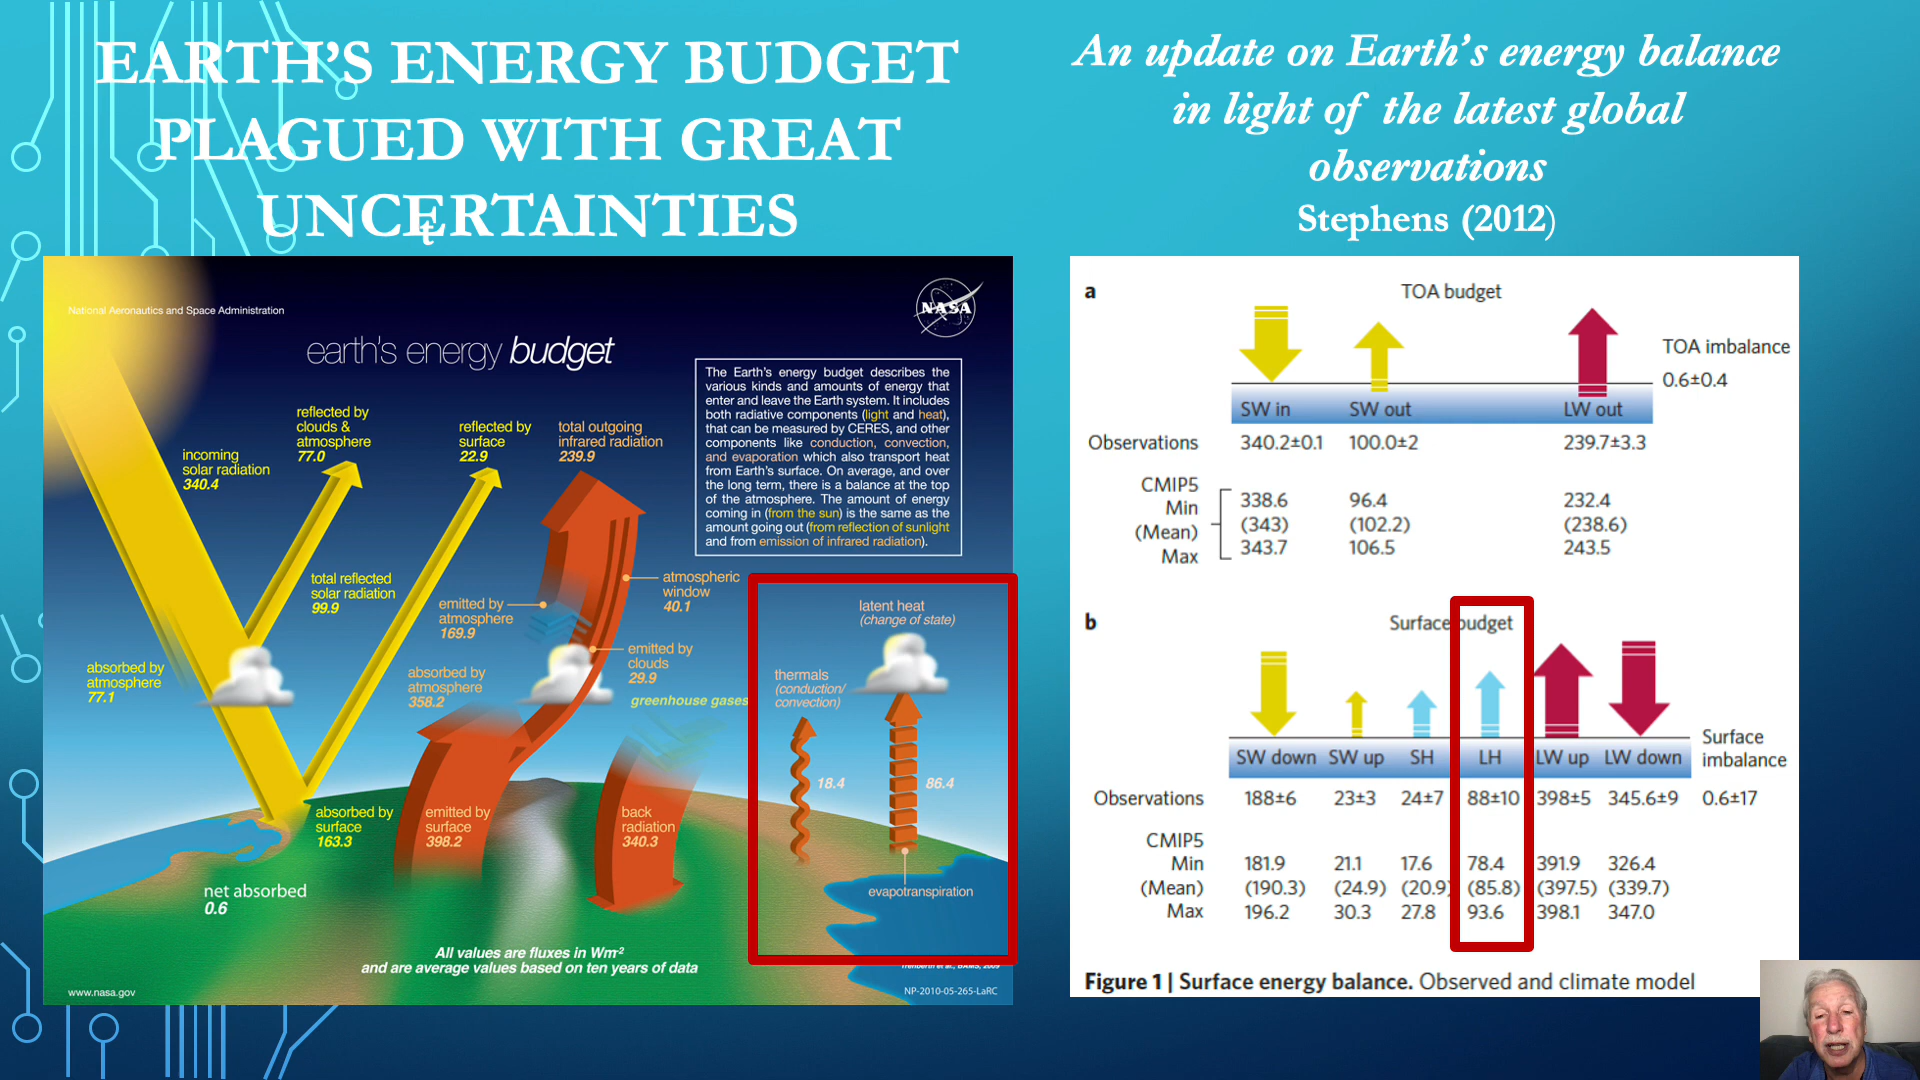 EARTH'S ENERGY BUDGET
PLAGUED WITH GREAT
UNCERTAINTIES
t
An update on Earth's energy balance
in light of the latest global
observations
Stephens (2012)
National Aeronautics and Space Administration
NASA
earth's energy budget
The Earth's energy budget describes the
various kinds and amounts of energy that
enter and leave the Earth system. It includes
both radiative components (light and heat),
that can be measured by CERES, and other
components like conduction, convection,
and evaporation which also transport heat
from Earth's surface. On average, and over
the long term, there is a balance at the top
of the atmosphere. The amount of energy
coming in (from the sun) is the same as the
amount going out (from reflection of sunlight
and from emission of infrared radiation).
reflected by
clouds &
atmosphere
77.0
reflected by
surface
22.9
total outgoing
infrared radiation
239.9
incoming
solar radiation
340.4
total reflected
solar radiation
99.9
emitted by
atmosphere
169.9
atmospheric
window
40.1
absorbed by
atmosphere
77.1
absorbed by
atmosphere
358.2
emitted by
clouds
29.9
greenhouse gases
latent heat
(change of state)
thermals
(conduction/
convection)
18.4
86.4
absorbed by
surface
163.3
emitted by
surface
398.2
back
radiation
340.3
evapotranspiration
net absorbed
0.6
All values are fluxes in Wm-2
and are average values based on ten years of data
Trenberth et al., BAMS, 2009
www.nasa.gov
NP-2010-05-265-LaRC
a
TOA budget
TOA imbalance
0.6±0.4
SW in SW out LW out
Observations 340.2±0.1 100.0±2 239.7±3.3
CMIP5
Min 338.6 96.4 232.4
(Mean) (343) (102.2) (238.6)
Max 343.7 106.5 243.5
b
Surface budget
Surface
imbalance
SW down SW up SH LH LW up LW down
Observations 188±6 23±3 24±7 88±10 398±5 345.6±9 0.6±17
CMIP5
Min 181.9 21.1 17.6 78.4 391.9 326.4
(Mean) (190.3) (24.9) (20.9) (85.8) (397.5) (339.7)
Max 196.2 30.3 27.8 93.6 398.1 347.0
Figure 1 | Surface energy balance. Observed and climate model